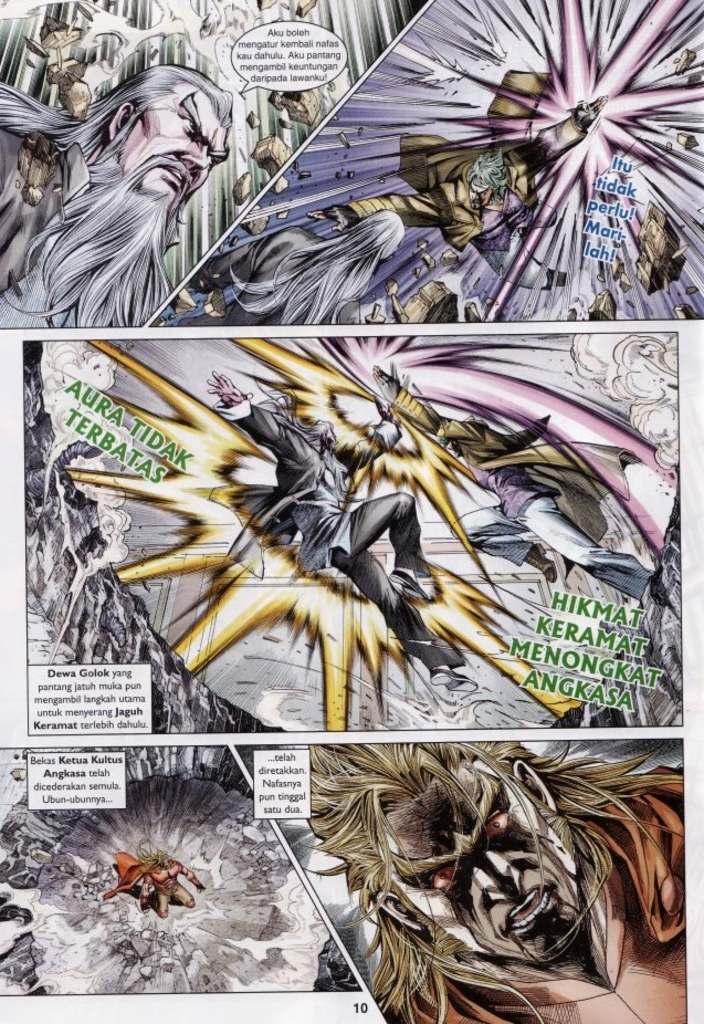 Aku boleh
mengatur kembali nafas
kau dahulu. Aku pantang
mengambil keuntungan
daripada lawanku!
Itu
tidak
perlu!
Mari-
lah!
AURA TIDAK
TERBATAS
HIKMAT
KERAMAT
MENONGKAT
ANGKASA
Dewa Golok yang
pantang jatuh muka pun
mengambil langkah utama
untuk menyerang Jaguh
Keramat terlebih dahulu.
Bekas Ketua Kultus
Angkasa telah
dicederakan semula.
Ubun-ubunnya...
...telah
diretakkan.
Nafasnya
pun tinggal
satu dua.
10